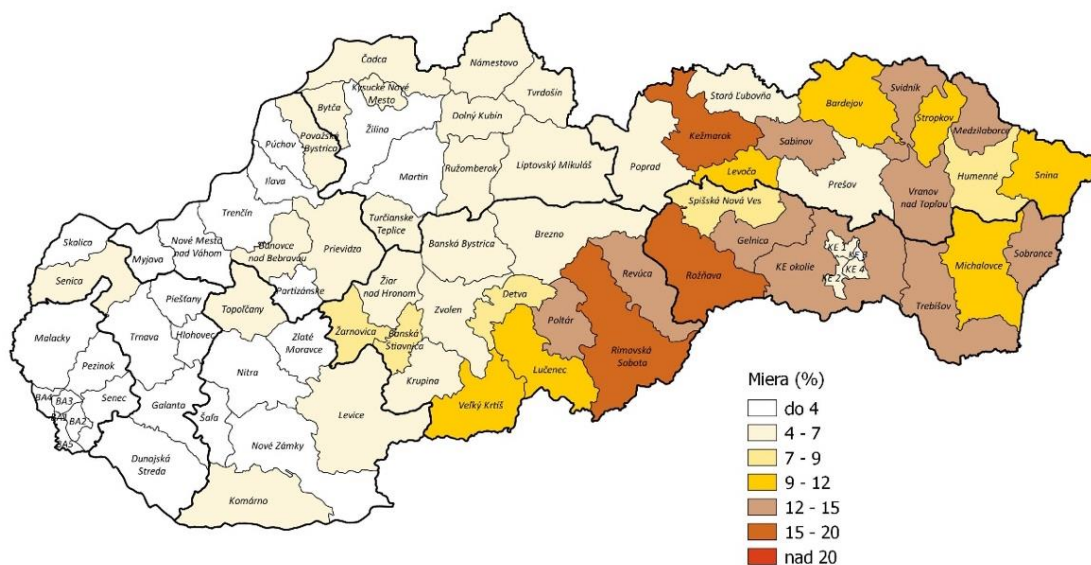 Čadca
Námestovo
Kysucké Nové
Mesto
Tvrdošín
Bytča
Dolný Kubín
Žilina
Považská
Bystrica
Púchov
Ružomberok
Liptovský Mikuláš
Martin
Ilava
Trenčín
Turčianske
Teplice
Stará Ľubovňa
Kežmarok
Poprad
Levoča
Sabinov
Bardejov
Svidník
Stropkov
Medzilaborce
Humenné
Snina
Prešov
Vranov
nad Topľou
Spišská Nová Ves
Gelnica
Rožňava
KE okolie
KE 1
KE 3
KE 4
KE 2
Michalovce
Sobrance
Trebišov
Skalica
Senica
Myjava
Nové Mesto
nad Váhom
Bánovce
nad Bebravou
Prievidza
Partizánske
Topoľčany
Banská Bystrica
Brezno
Žiar
nad Hronom
Žarnovica
Banská
Štiavnica
Zvolen
Detva
Krupina
Veľký Krtíš
Lučenec
Poltár
Revúca
Rimavská
Sobota
Malacky
Pezinok
Senec
BA4
BA3
BA2
BA5
Trnava
Piešťany
Hlohovec
Galanta
Dunajská
Streda
Šaľa
Nitra
Zlaté
Moravce
Nové Zámky
Levice
Komárno
Miera (%)
do 4
4 - 7
7 - 9
9 - 12
12 - 15
15 - 20
nad 20